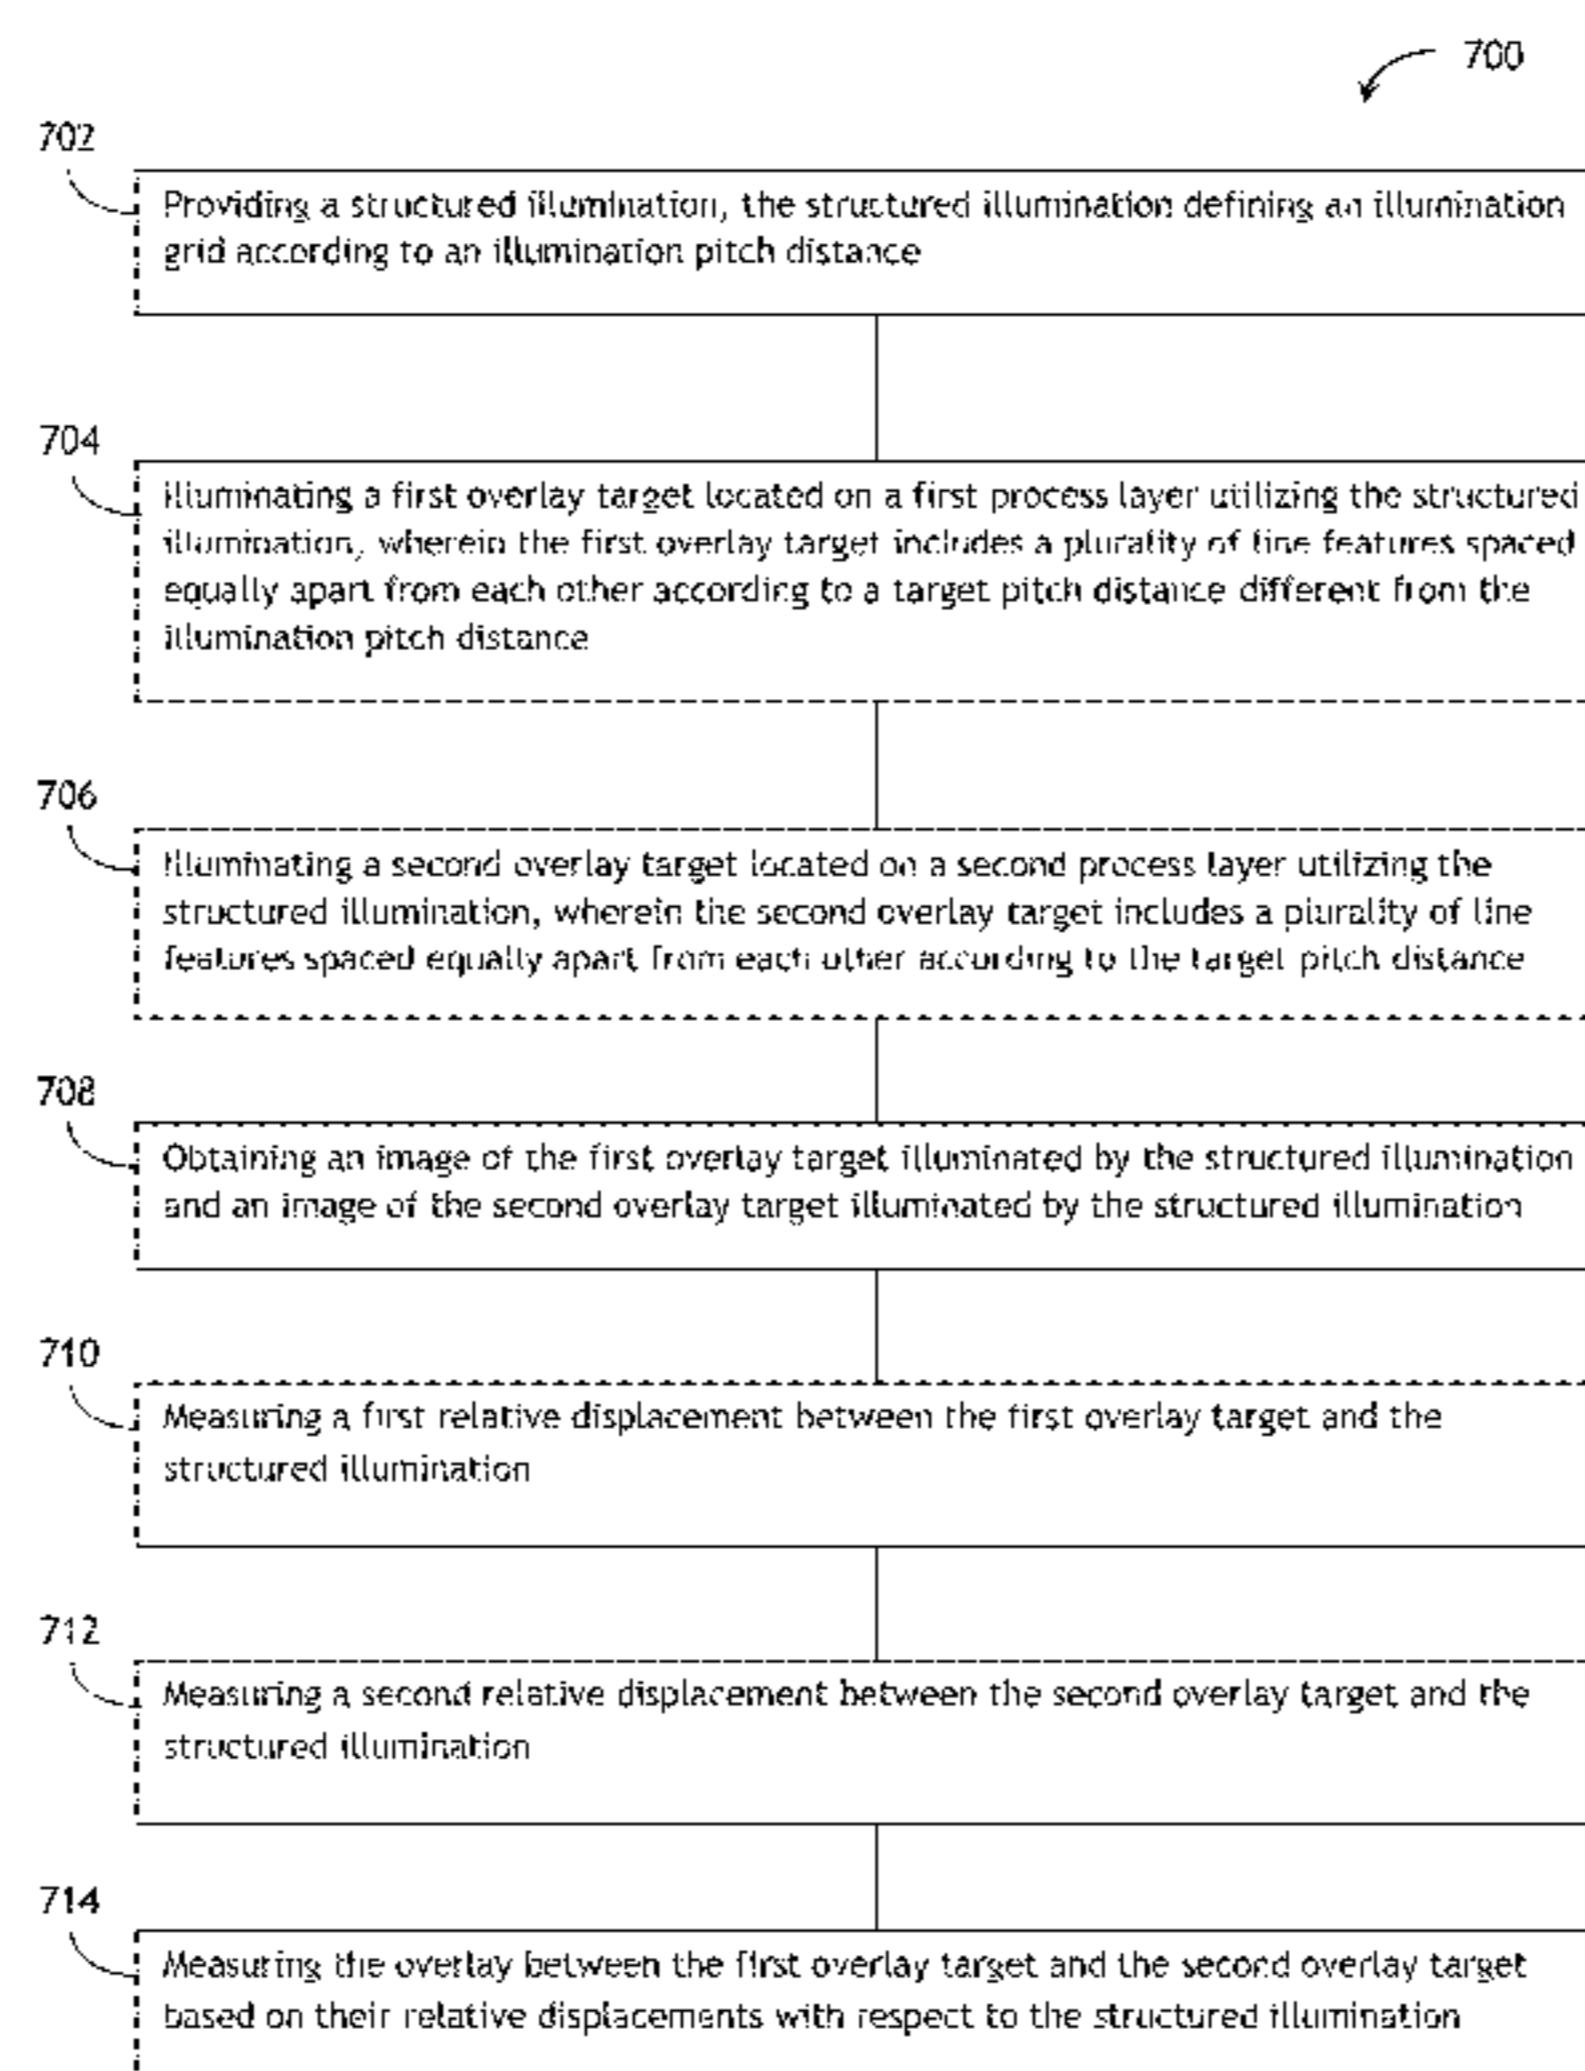 700
702
Providing a structured illumination, the structured illumination defining an illumination
grid according to an illumination pitch distance
704
Illuminating a first overlay target located on a first process layer utilizing the structured
illumination, wherein the first overlay target includes a plurality of line features spaced
equally apart from each other according to a target pitch distance different from the
illumination pitch distance
706
Illuminating a second overlay target located on a second process layer utilizing the
structured illumination, wherein the second overlay target includes a plurality of line
features spaced equally apart from each other according to the target pitch distance
708
Obtaining an image of the first overlay target illuminated by the structured illumination
and an image of the second overlay target illuminated by the structured illumination
710
Measuring a first relative displacement between the first overlay target and the
structured illumination
712
Measuring a second relative displacement between the second overlay target and the
structured illumination
714
Measuring the overlay between the first overlay target and the second overlay target
based on their relative displacements with respect to the structured illumination